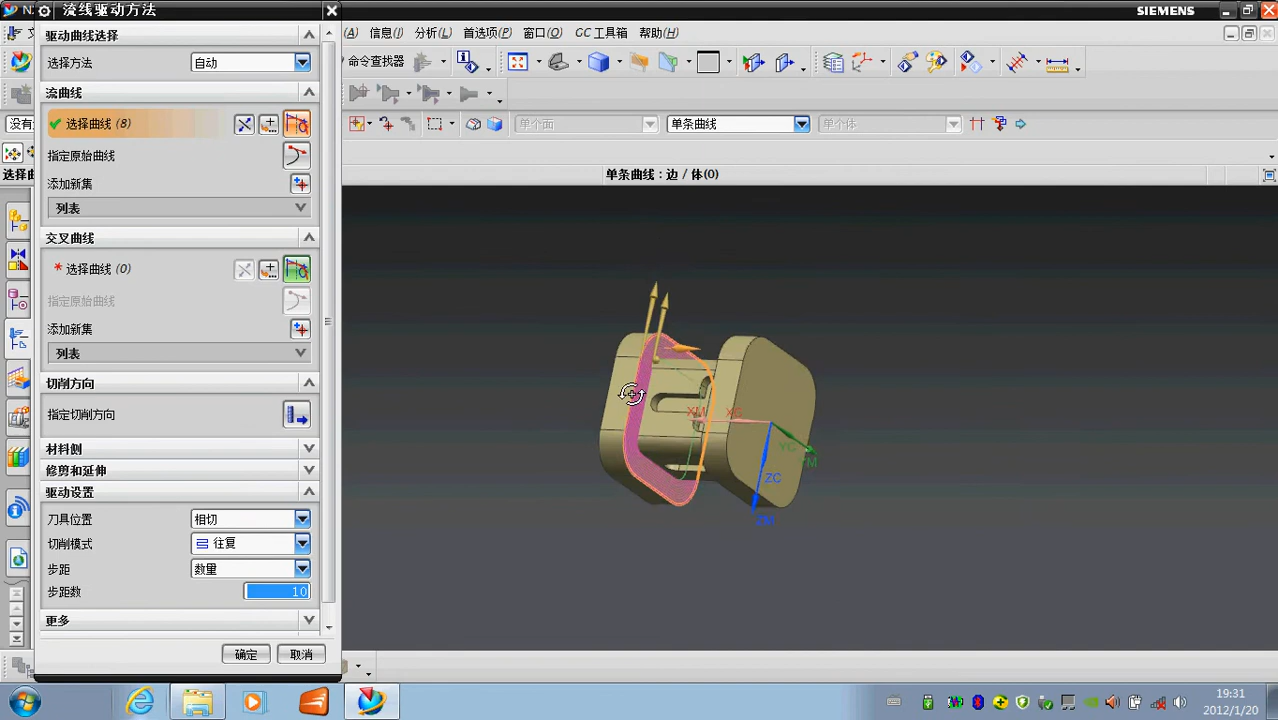 流线驱动方法
SIEMENS
驱动曲线选择
(A) 信息(I) 分析(L) 首选项(P) 窗口(O) GC 工具箱 帮助(H)
选择方法 自动
命令查找器
流曲线
选择曲线 (8)
没有
单个面 单条曲线 单个体
指定原始曲线
选择曲
单条曲线 : 边 / 体(0)
添加新集
列表
交叉曲线
* 选择曲线 (0)
指定原始曲线
添加新集
列表
切削方向
指定切削方向
材料侧
修剪和延伸
驱动设置
刀具位置 相切
切削模式 往复
步距 数量
步距数 10
更多
确定 取消
XM XC
YC
YM
ZC
ZM
19:31
2012/1/20